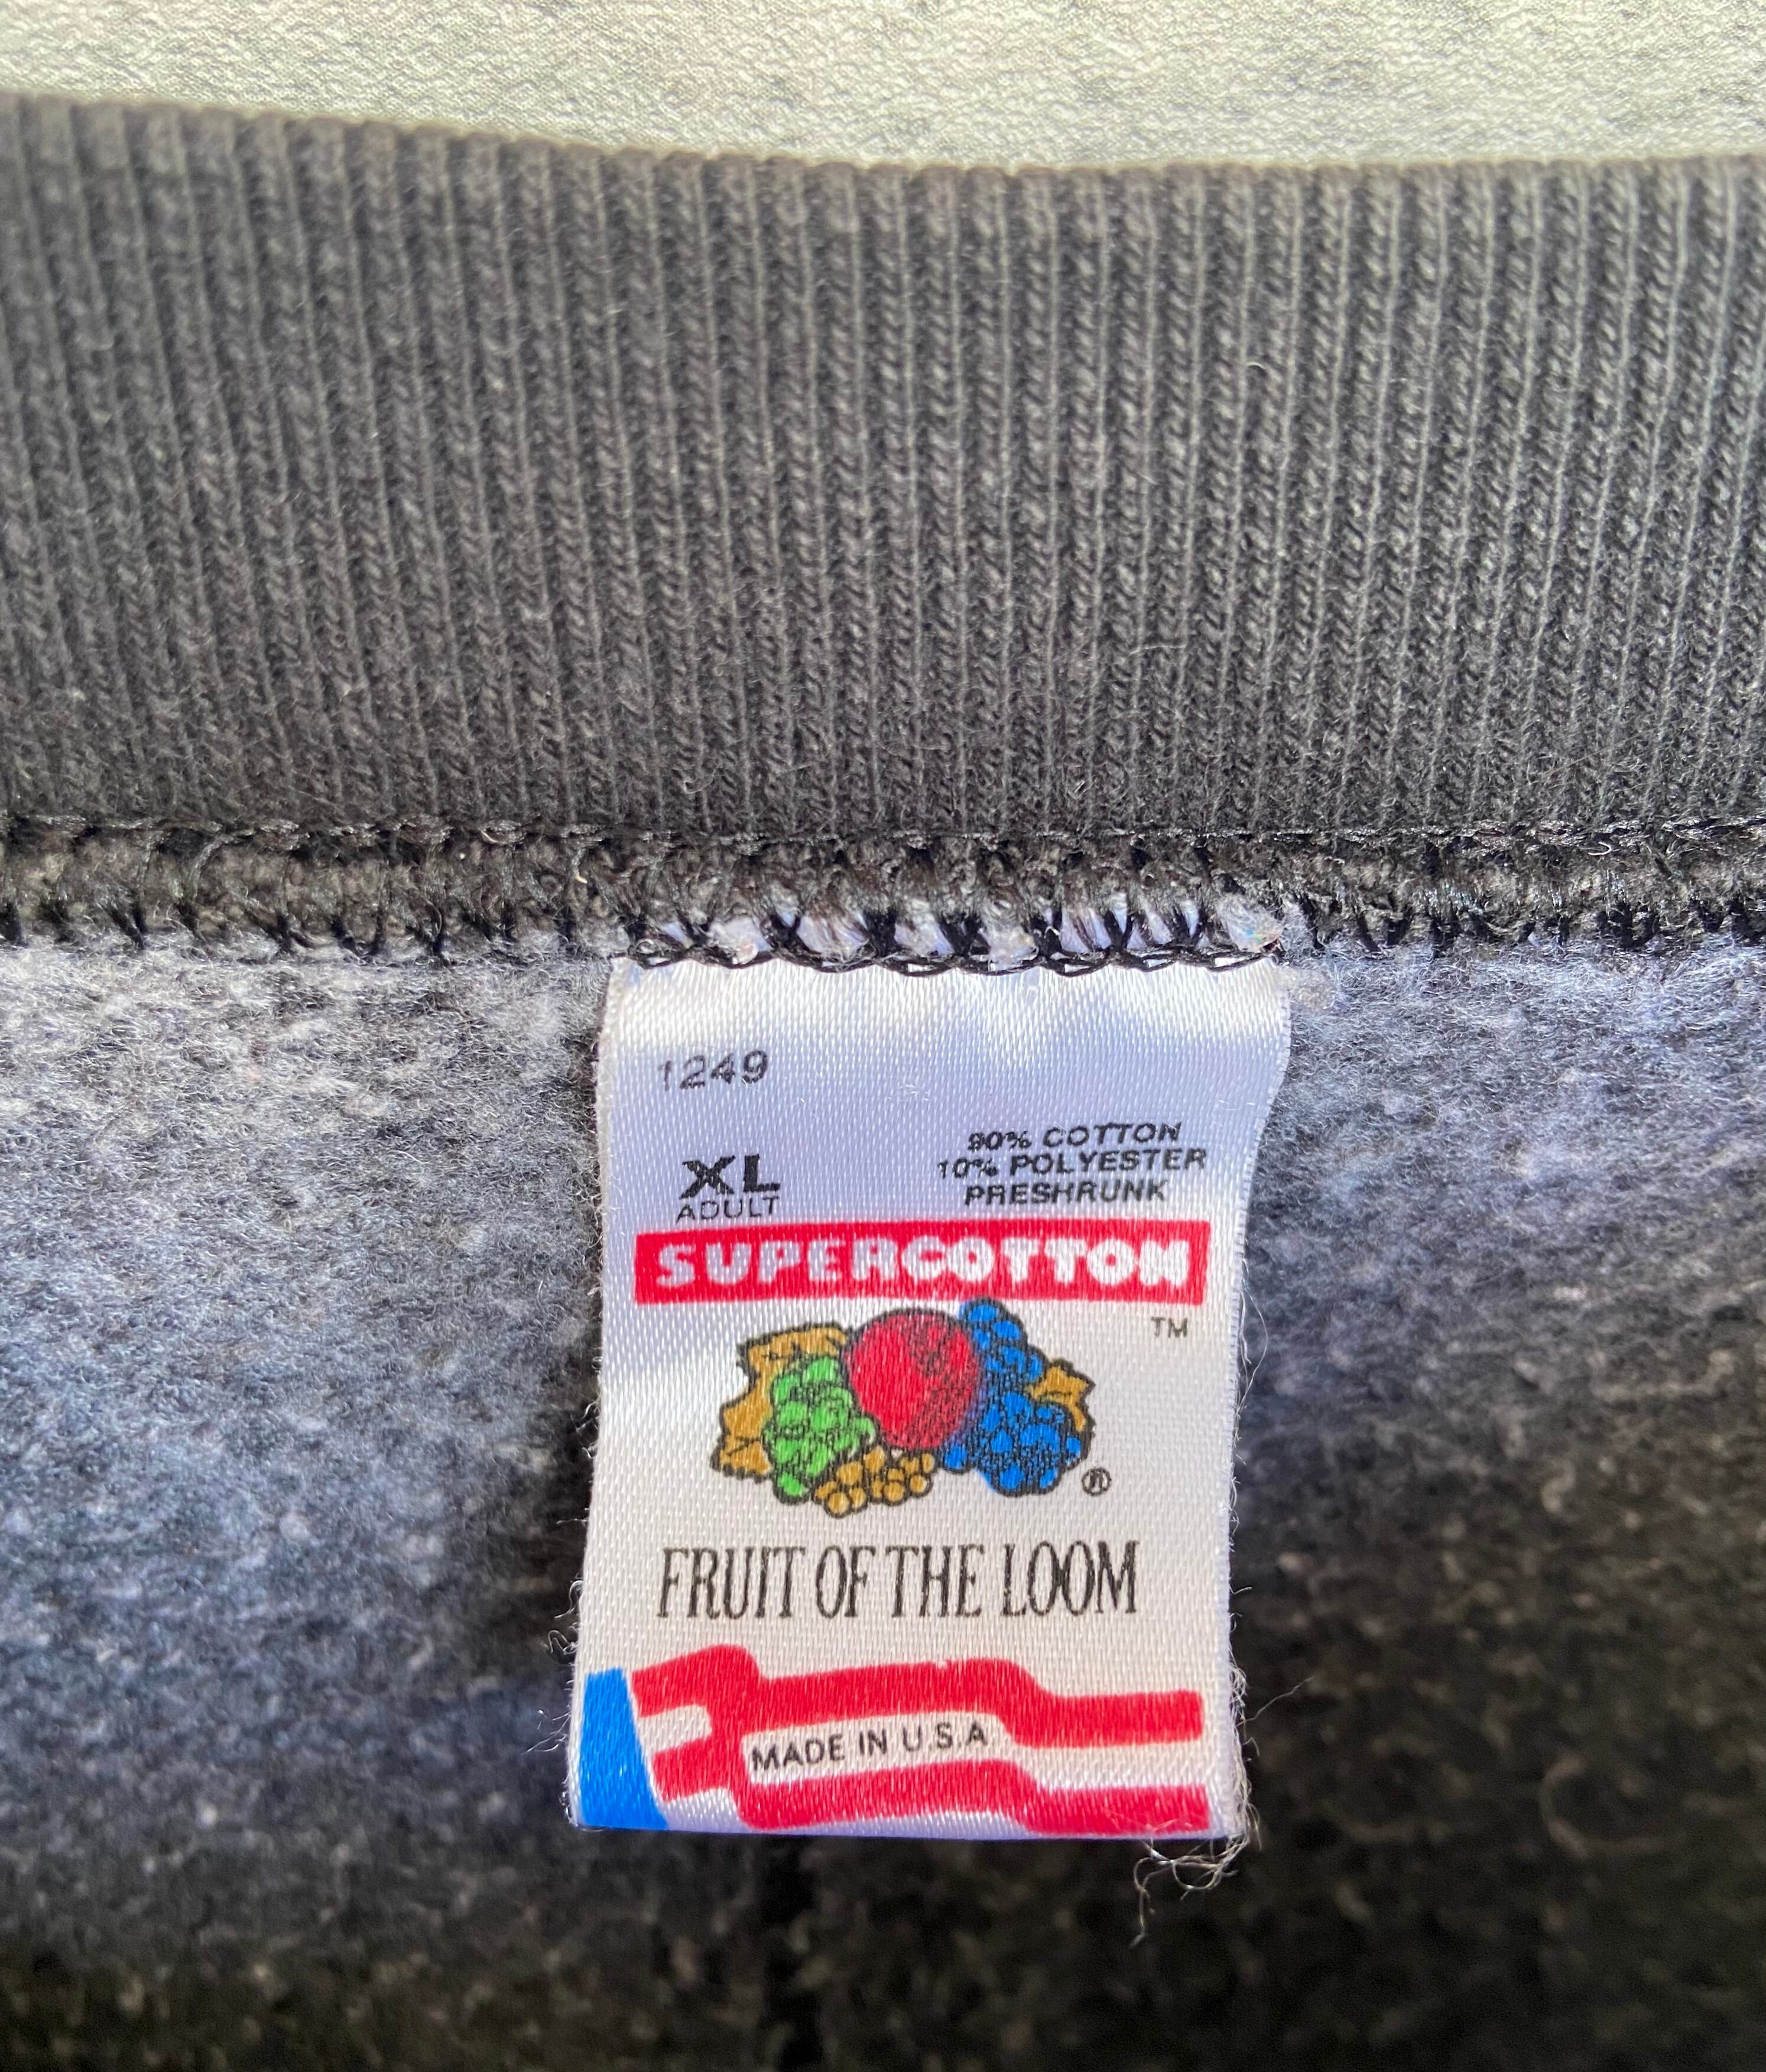 1249
XL
ADULT
90% COTTON
10% POLYESTER
PRESHRUNK
SUPERCOTTON
TM
®
FRUIT OF THE LOOM
MADE IN U.S.A